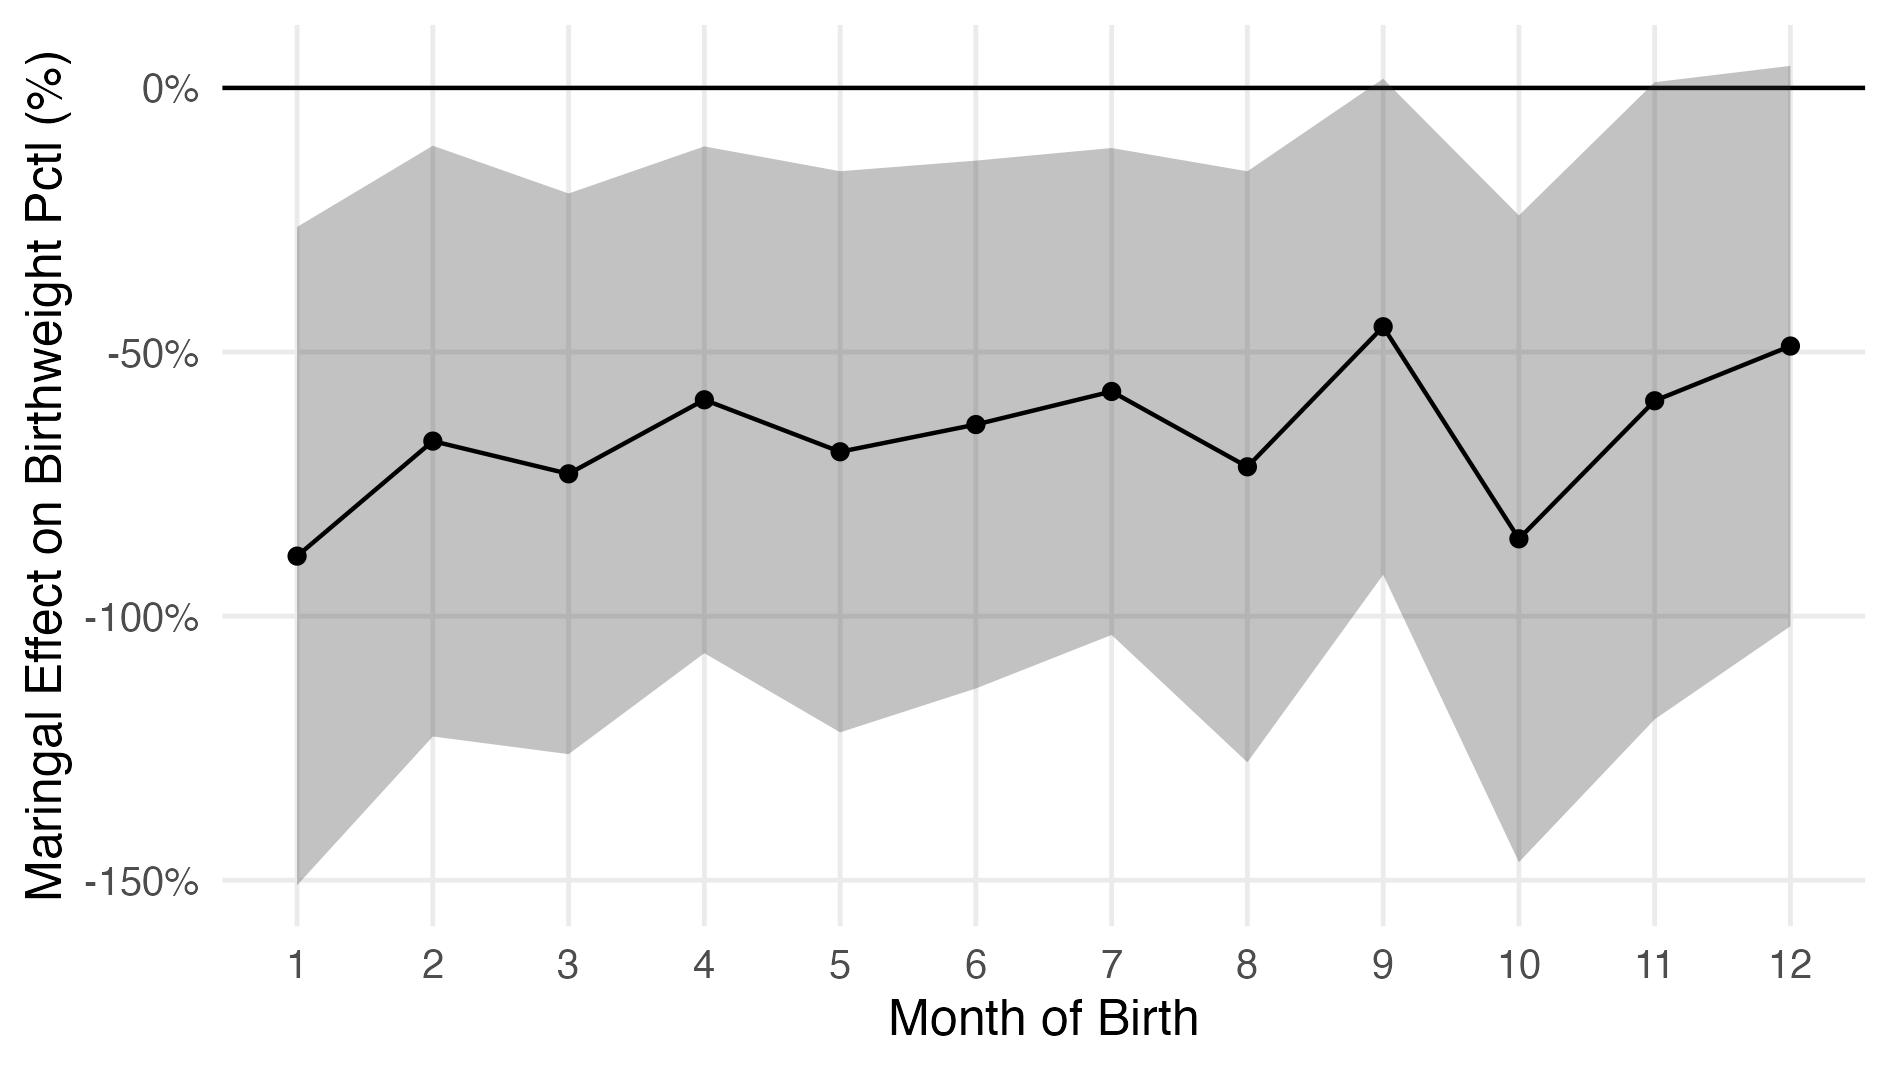 Maringal Effect on Birthweight Pctl (%)
0%
-50%
-100%
-150%
1 2 3 4 5 6 7 8 9 10 11 12
Month of Birth